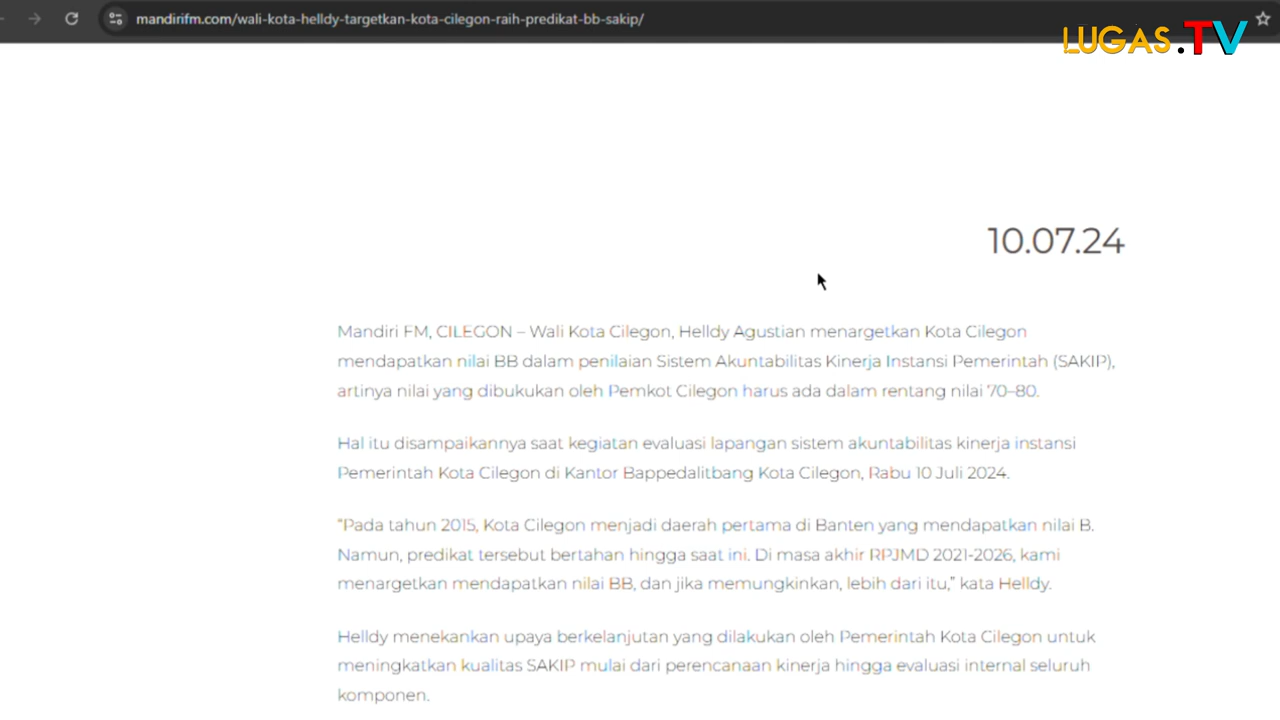 mandirifm.com/wali-kota-helldy-targetkan-kota-cilegon-raih-predikat-bb-sakip/
LUGAS.TV
10.07.24
Mandiri FM, CILEGON – Wali Kota Cilegon, Helldy Agustian menargetkan Kota Cilegon
mendapatkan nilai BB dalam penilaian Sistem Akuntabilitas Kinerja Instansi Pemerintah (SAKIP),
artinya nilai yang dibukukan oleh Pemkot Cilegon harus ada dalam rentang nilai 70–80.
Hal itu disampaikannya saat kegiatan evaluasi lapangan sistem akuntabilitas kinerja instansi
Pemerintah Kota Cilegon di Kantor Bappedalitbang Kota Cilegon, Rabu 10 Juli 2024.
“Pada tahun 2015, Kota Cilegon menjadi daerah pertama di Banten yang mendapatkan nilai B.
Namun, predikat tersebut bertahan hingga saat ini. Di masa akhir RPJMD 2021-2026, kami
menargetkan mendapatkan nilai BB, dan jika memungkinkan, lebih dari itu,” kata Helldy.
Helldy menekankan upaya berkelanjutan yang dilakukan oleh Pemerintah Kota Cilegon untuk
meningkatkan kualitas SAKIP mulai dari perencanaan kinerja hingga evaluasi internal seluruh
komponen.